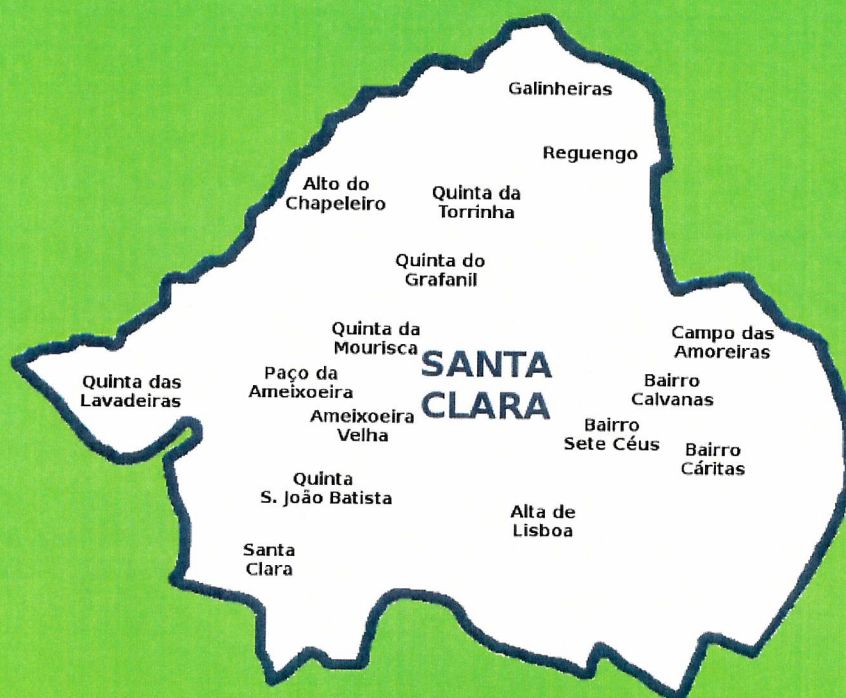 Galinheiras
Reguengo
Alto do
Chapeleiro
Quinta da
Torrinha
Quinta do
Grafanil
Quinta da
Mourisca
SANTA
CLARA
Campo das
Amoreiras
Quinta das
Lavadeiras
Paço da
Ameixoeira
Bairro
Calvanas
Ameixoeira
Velha
Bairro
Sete Céus
Bairro
Cáritas
Quinta
S. João Batista
Alta de
Lisboa
Santa
Clara